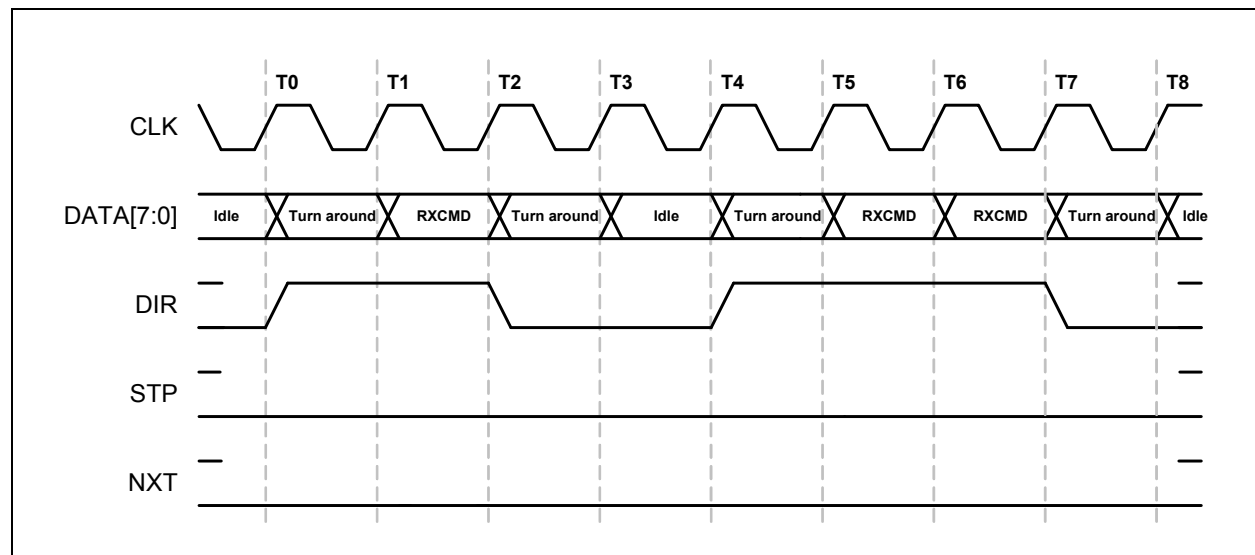 T0 T1 T2 T3 T4 T5 T6 T7 T8
CLK
DATA[7:0] Idle Turn around RXCMD Turn around Idle Turn around RXCMD RXCMD Turn around Idle
DIR
STP
NXT